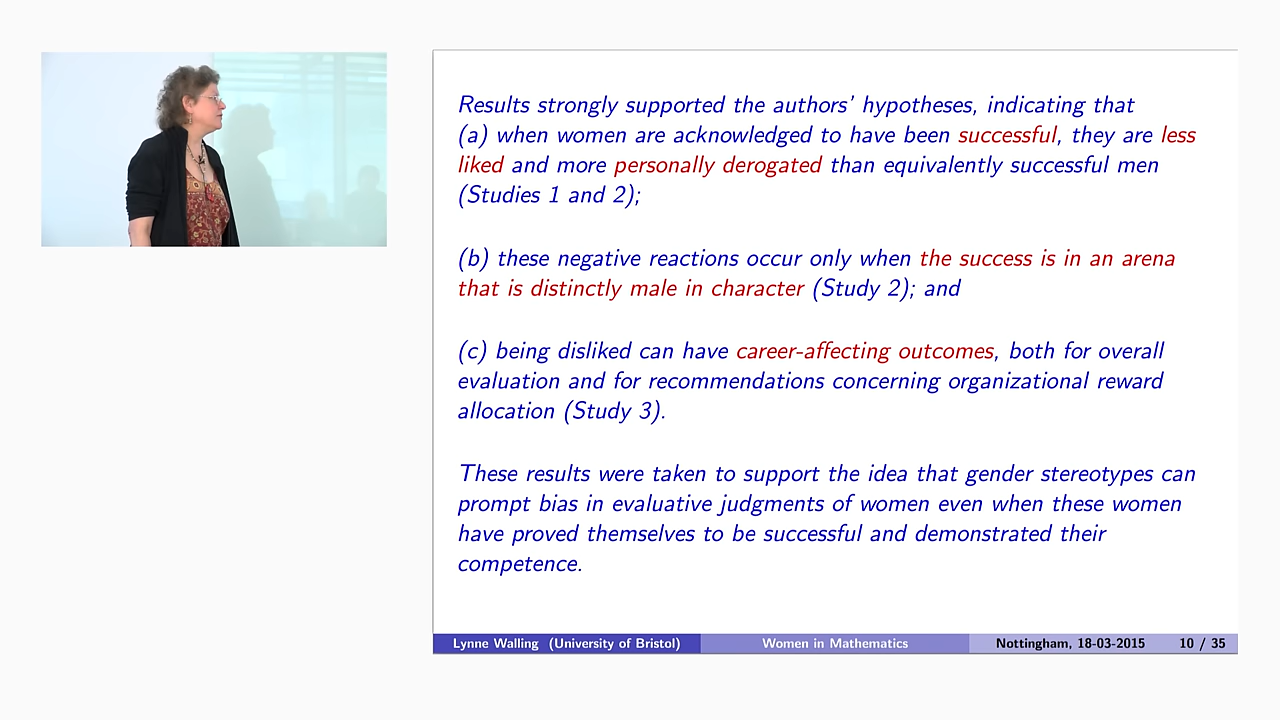 Results strongly supported the authors' hypotheses, indicating that
(a) when women are acknowledged to have been successful, they are less
liked and more personally derogated than equivalently successful men
(Studies 1 and 2);
(b) these negative reactions occur only when the success is in an arena
that is distinctly male in character (Study 2); and
(c) being disliked can have career-affecting outcomes, both for overall
evaluation and for recommendations concerning organizational reward
allocation (Study 3).
These results were taken to support the idea that gender stereotypes can
prompt bias in evaluative judgments of women even when these women
have proved themselves to be successful and demonstrated their
competence.
Lynne Walling (University of Bristol) Women in Mathematics Nottingham, 18-03-2015 10 / 35